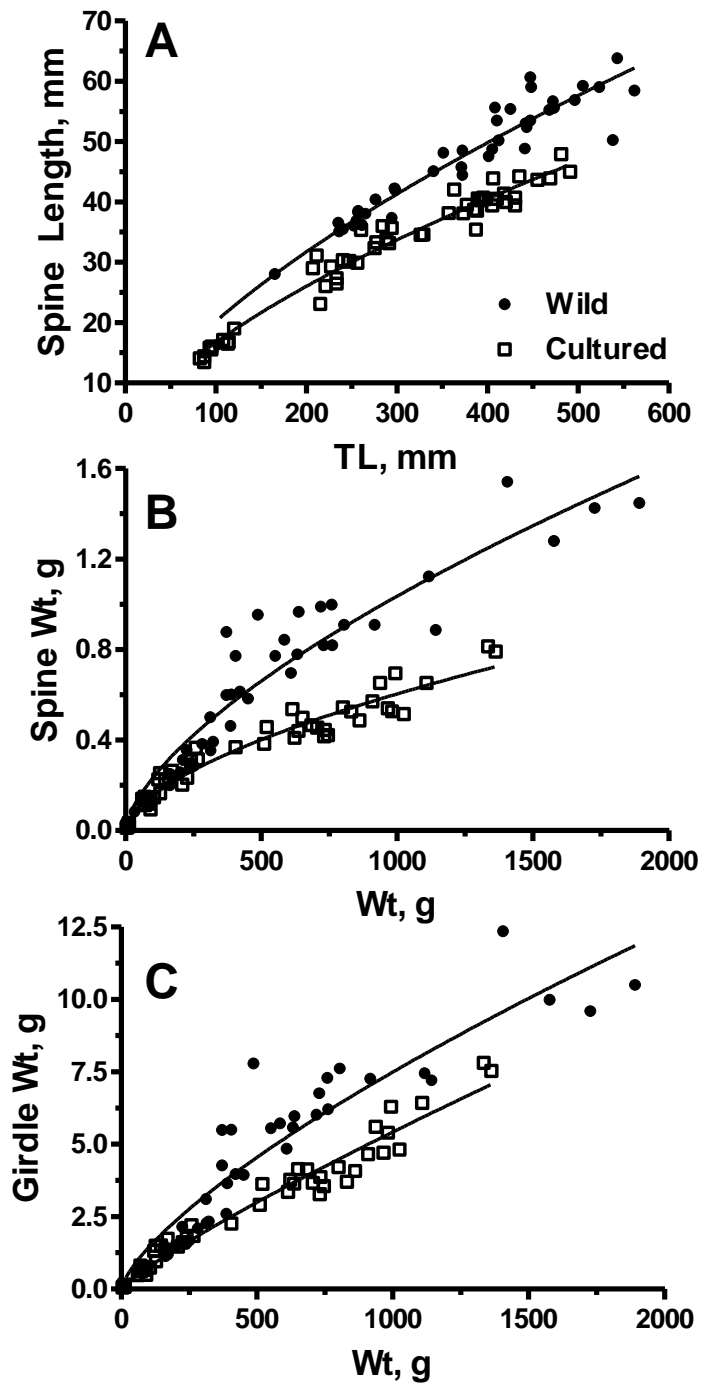 A
Spine Length, mm
70
60
50
40
30
20
10
Wild
Cultured
0 100 200 300 400 500 600
TL, mm
B
Spine Wt, g
1.6
1.2
0.8
0.4
0.0
0 500 1000 1500 2000
Wt, g
C
Girdle Wt, g
12.5
10.0
7.5
5.0
2.5
0.0
0 500 1000 1500 2000
Wt, g